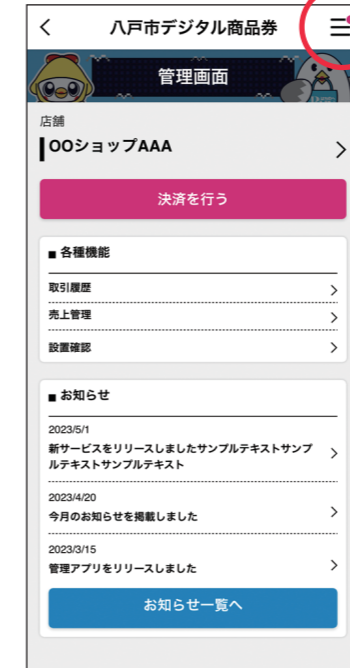 八戸市デジタル商品券
管理画面
店舗
OOショップAAA
決済を行う
■ 各種機能
取引履歴
売上管理
設置確認
■ お知らせ
2023/5/1
新サービスをリリースしましたサンプルテキストサンプ
ルテキストサンプルテキスト
2023/4/20
今月のお知らせを掲載しました
2023/3/15
管理アプリをリリースしました
お知らせ一覧へ